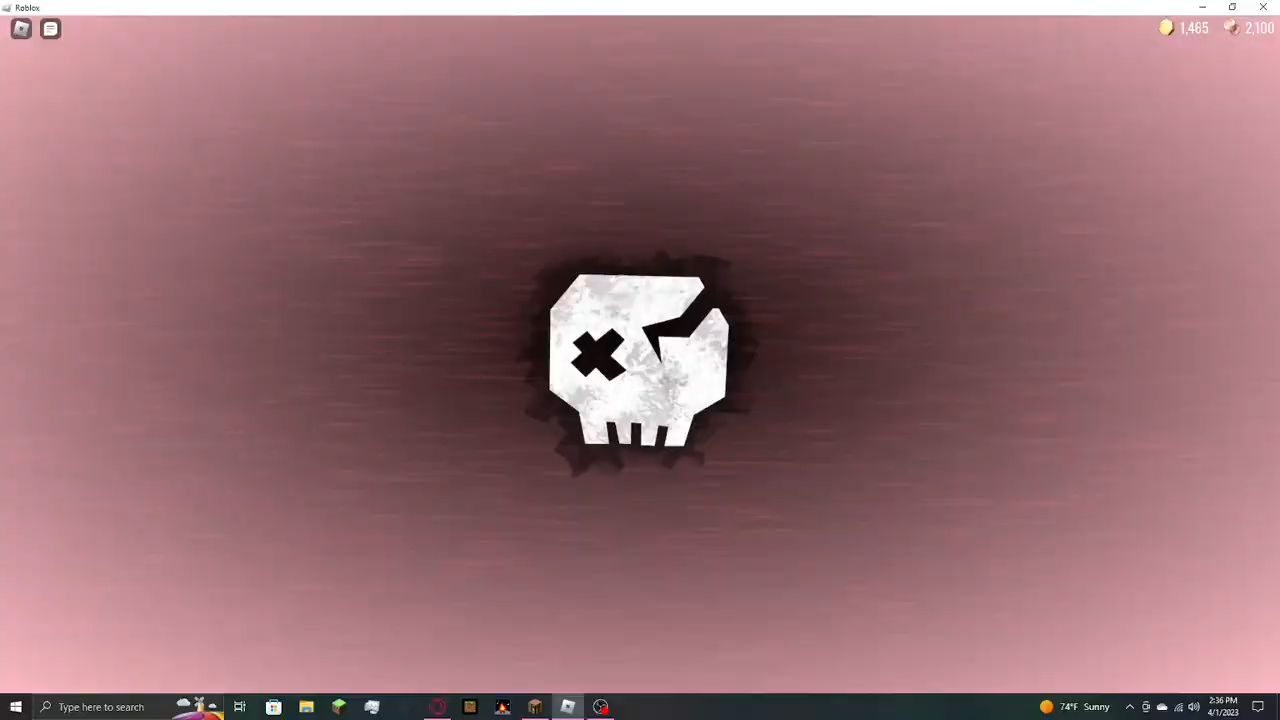 Roblox
1,465 2,100
Type here to search
74°F Sunny
2:36 PM
4/1/2023